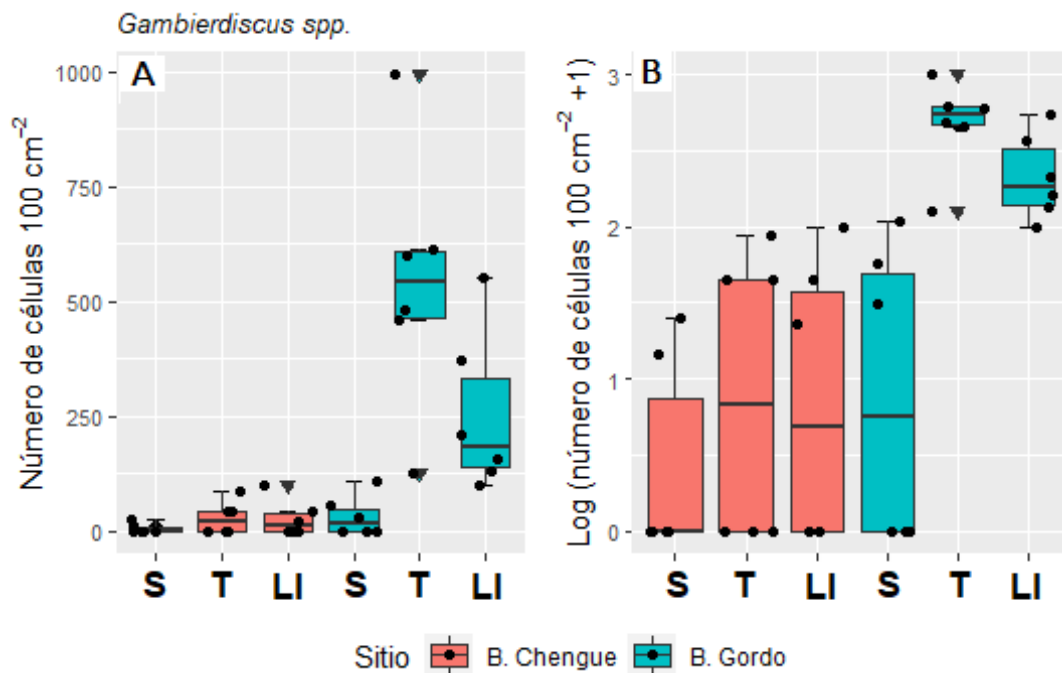 Gambierdiscus spp.
A
Número de células 100 cm⁻²
1000
750
500
250
0
S T LI S T LI
B
Log (número de células 100 cm⁻² +1)
3
2
1
0
S T LI S T LI
Sitio B. Chengue B. Gordo